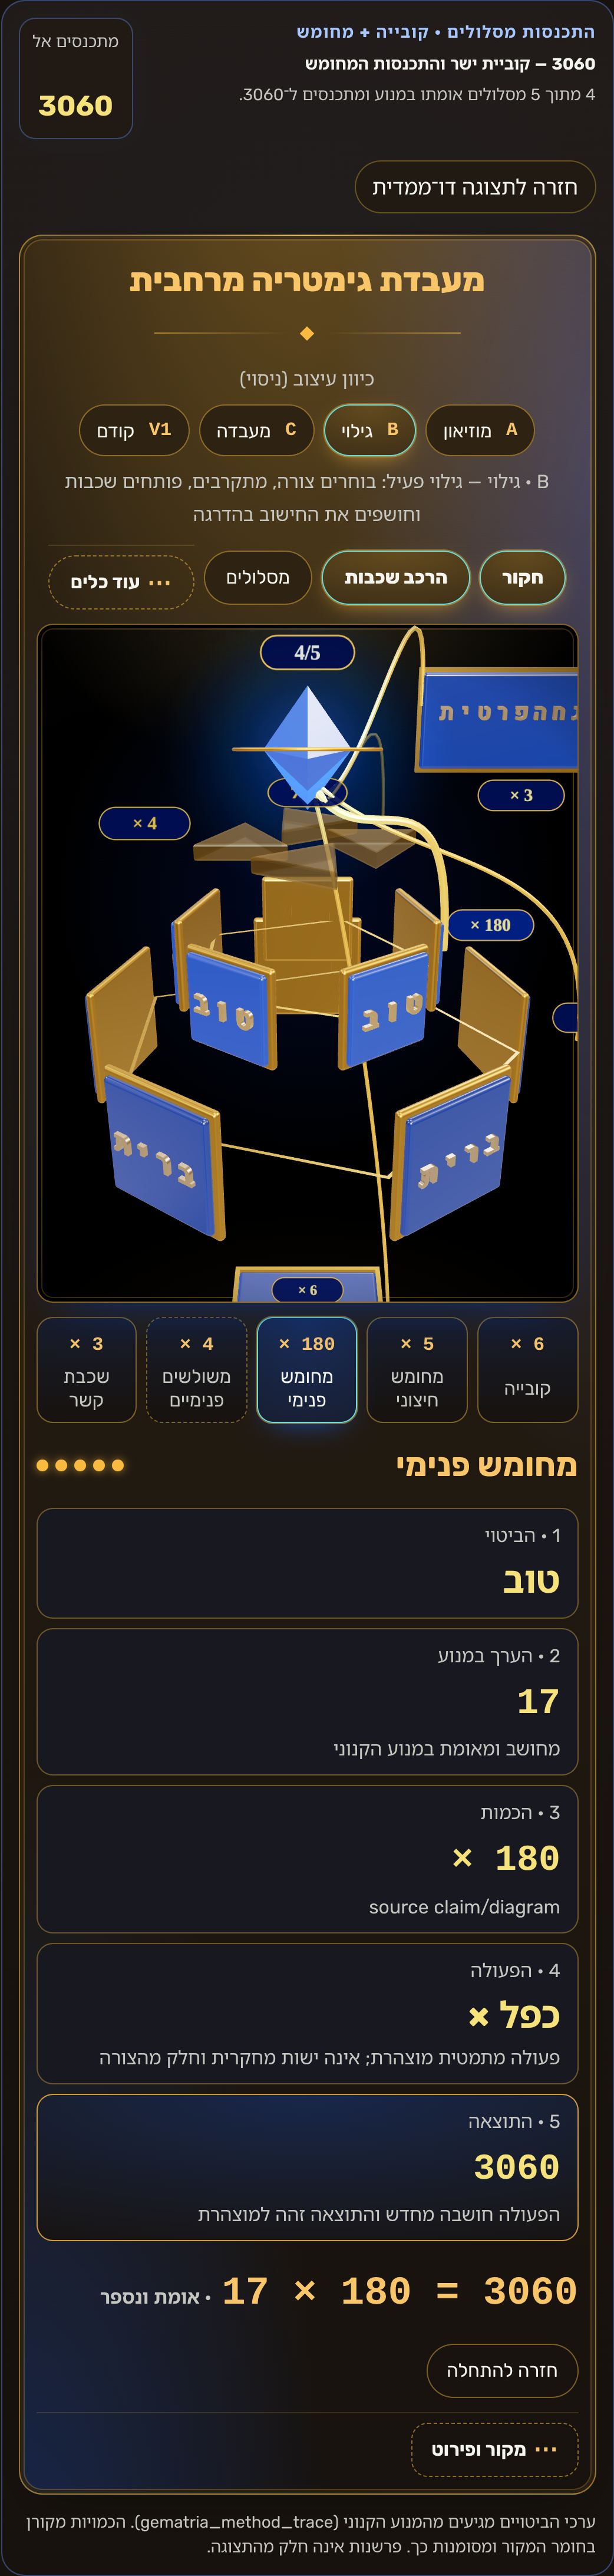 התכנסות מסלולים • קובייה + מחומש
3060 — קוביית ישר והתכנסות המחומש
4 מתוך 5 מסלולים אומתו במנוע ומתכנסים ל־3060.
מתכנסים אל
3060
חזרה לתצוגה דו־ממדית
מעבדת גימטריה מרחבית
כיוון עיצוב (ניסוי)
A מוזיאון
B גילוי
C מעבדה
V1 קודם
B • גילוי — גילוי פעיל: בוחרים צורה, מתקרבים, פותחים שכבות
וחושפים את החישוב בהדרגה
חקור
הרכב שכבות
מסלולים
··· עוד כלים
4/5
× 3
× 4
× 180
טוב
טוב
ברית
ברית
× 6
× 6
קובייה
× 5
מחומש
חיצוני
× 180
מחומש
פנימי
× 4
משולשים
פנימיים
× 3
שכבת
קשר
מחומש פנימי
1 • הביטוי
טוב
2 • הערך במנוע
17
מחושב ומאומת במנוע הקנוני
3 • הכמות
× 180
source claim/diagram
4 • הפעולה
כפל ×
פעולה מתמטית מוצהרת; אינה ישות מחקרית וחלק מהצורה
5 • התוצאה
3060
הפעולה חושבה מחדש והתוצאה זהה למוצהרת
17 × 180 = 3060 • אומת ונספר
חזרה להתחלה
··· מקור ופירוט
ערכי הביטויים מגיעים מהמנוע הקנוני (gematria_method_trace). הכמויות מקורן
בחומר המקור ומסומנות כך. פרשנות אינה חלק מהתצוגה.